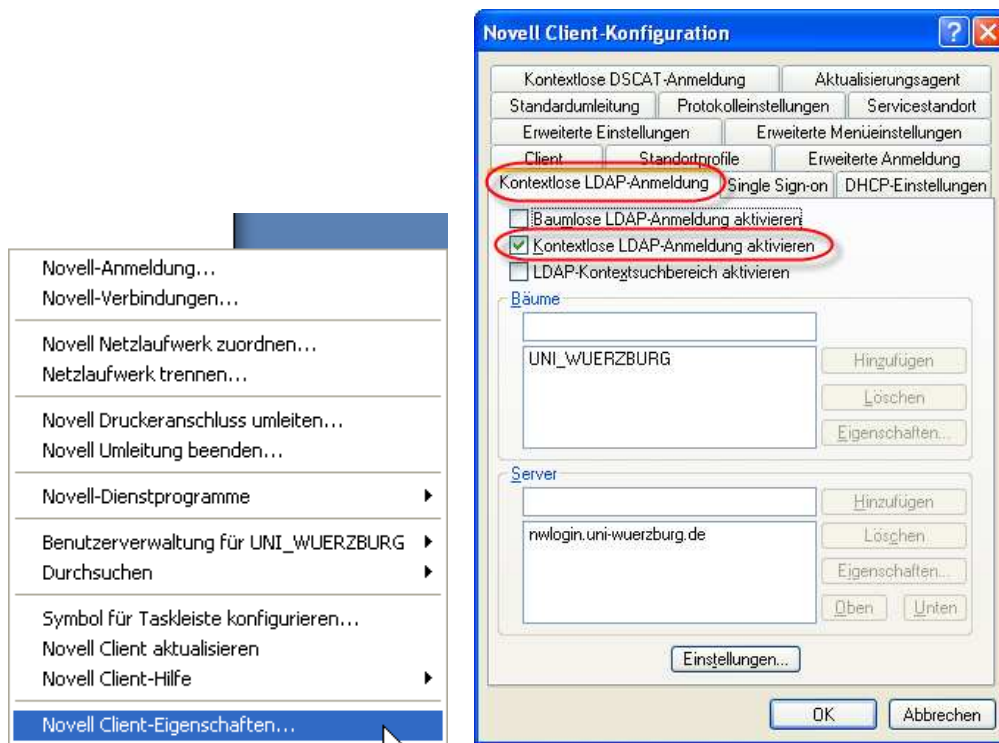 Novell-Anmeldung...
Novell-Verbindungen...
Novell Netzlaufwerk zuordnen...
Netzlaufwerk trennen...
Novell Druckeranschluss umleiten...
Novell Umleitung beenden...
Novell-Dienstprogramme
Benutzerverwaltung für UNI_WUERZBURG
Durchsuchen
Symbol für Taskleiste konfigurieren...
Novell Client aktualisieren
Novell Client-Hilfe
Novell Client-Eigenschaften...
Novell Client-Konfiguration
Kontextlose DSCAT-Anmeldung Aktualisierungsagent
Standardumleitung Protokolleinstellungen Servicestandort
Erweiterte Einstellungen Erweiterte Menüeinstellungen
Client Standortprofile Erweiterte Anmeldung
Kontextlose LDAP-Anmeldung Single Sign-on DHCP-Einstellungen
Baumlose LDAP-Anmeldung aktivieren
Kontextlose LDAP-Anmeldung aktivieren
LDAP-Kontextsuchbereich aktivieren
Bäume
UNI_WUERZBURG
Hinzufügen
Löschen
Eigenschaften...
Server
Hinzufügen
nwlogin.uni-wuerzburg.de
Löschen
Eigenschaften...
Oben Unten
Einstellungen...
OK Abbrechen